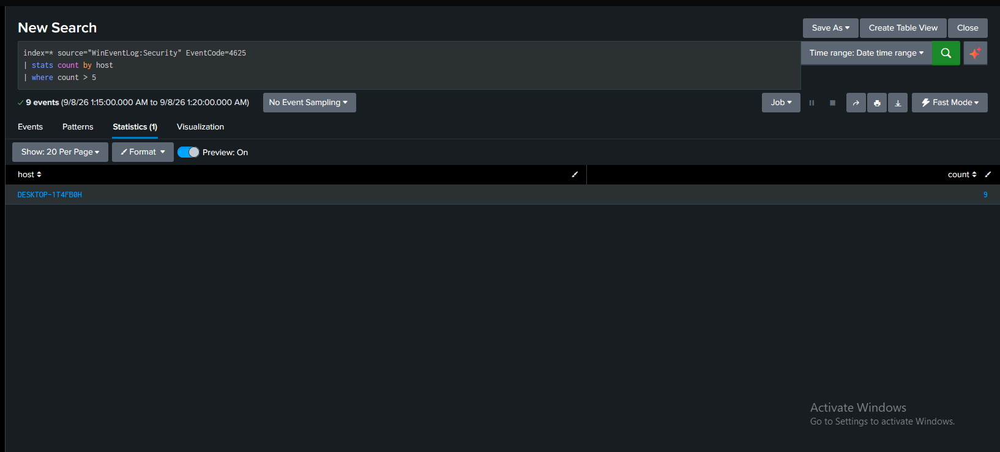 New Search
Save As
Create Table View
Close
index=* source="WinEventLog:Security" EventCode=4625
| stats count by host
| where count > 5
Time range: Date time range
9 events (9/8/26 1:15:00.000 AM to 9/8/26 1:20:00.000 AM)
No Event Sampling
Job
Fast Mode
Events
Patterns
Statistics (1)
Visualization
Show: 20 Per Page
Format
Preview: On
host
count
DESKTOP-1T4FB0H
9
Activate Windows
Go to Settings to activate Windows.